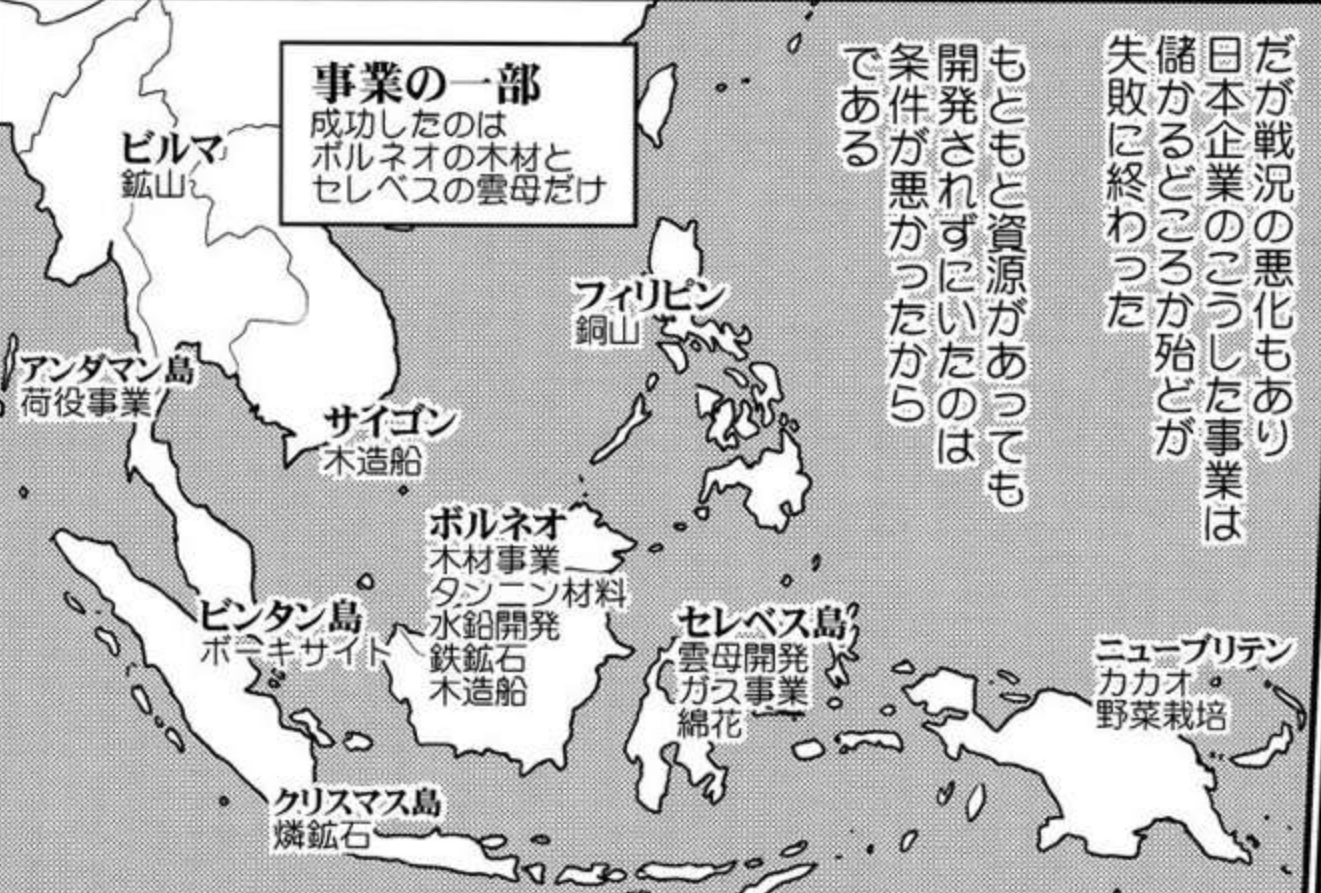 だが戦況の悪化もあり
日本企業のこうした事業は
儲かるどころか殆どが
失敗に終わった
もともと資源があっても
開発されずにいたのは
条件が悪かったから
である
事業の一部
成功したのは
ボルネオの木材と
セレベスの雲母だけ
ビルマ
鉱山
フィリピン
銅山
アンダマン島
荷役事業
サイゴン
木造船
ボルネオ
木材事業
タンニン材料
水鉛開発
鉄鉱石
木造船
ビンタン島
ボーキサイト
セレベス島
雲母開発
ガス事業
綿花
ニューブリテン
カカオ
野菜栽培
クリスマス島
燐鉱石